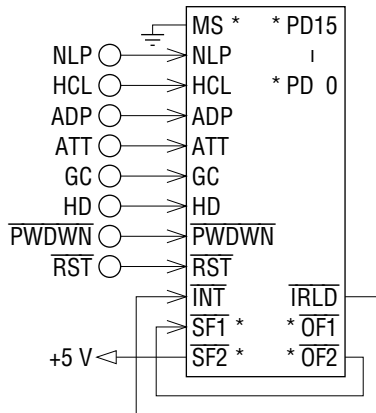 MS * * PD15
NLP NLP
HCL HCL * PD 0
ADP ADP
ATT ATT
GC GC
HD HD
PWDWN PWDWN
RST RST
INT IRLD
SF1 * * OF1
+5 V SF2 * * OF2